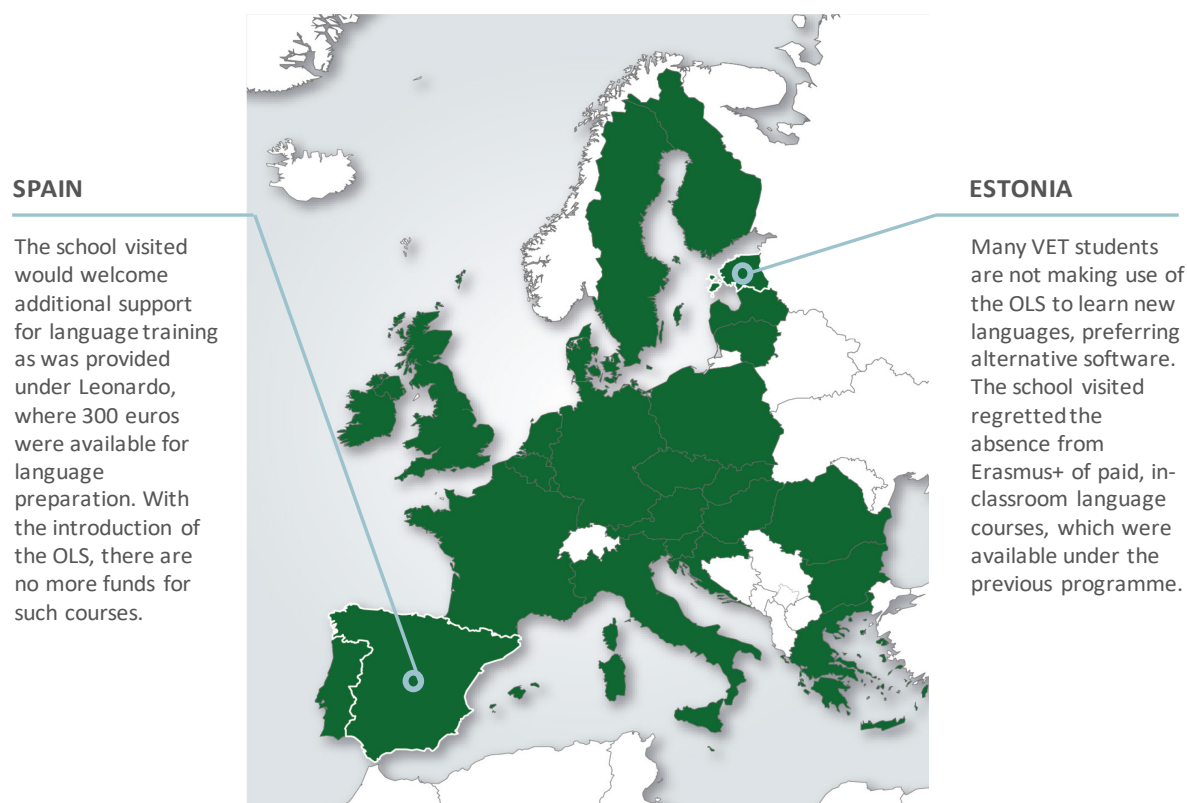 SPAIN
The school visited
would welcome
additional support
for language training
as was provided
under Leonardo,
where 300 euros
were available for
language
preparation. With
the introduction of
the OLS, there are
no more funds for
such courses.
ESTONIA
Many VET students
are not making use of
the OLS to learn new
languages, preferring
alternative software.
The school visited
regretted the
absence from
Erasmus+ of paid, in-
classroom language
courses, which were
available under the
previous programme.